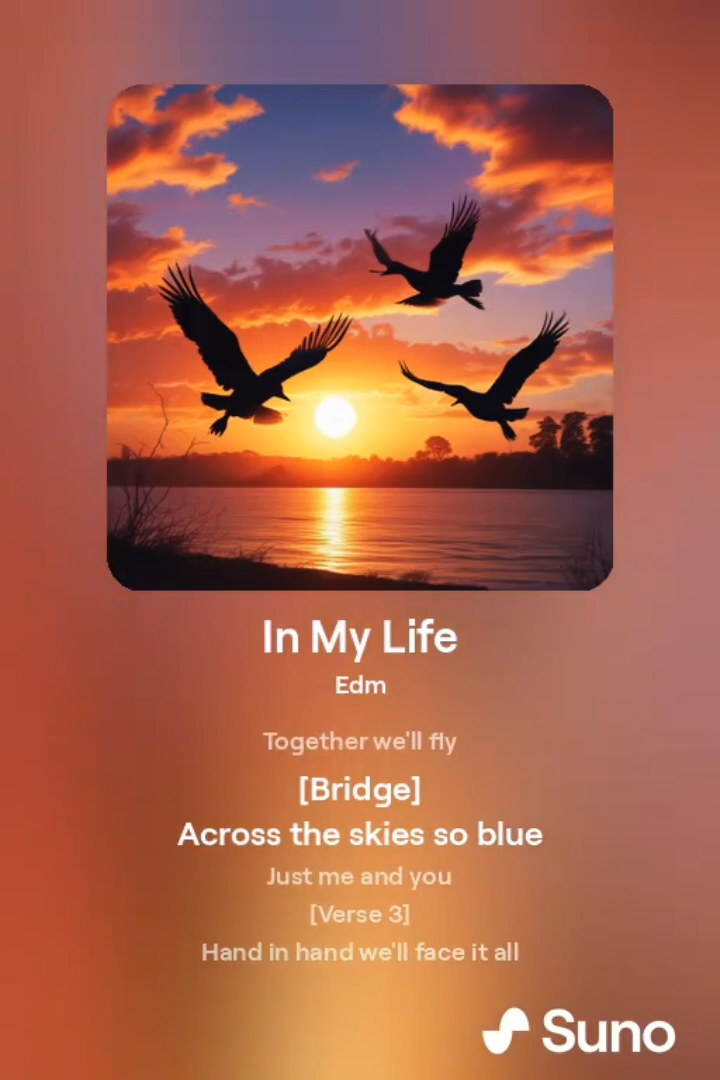 In My Life
Edm
Together we'll fly
[Bridge]
Across the skies so blue
Just me and you
[Verse 3]
Hand in hand we'll face it all
Suno